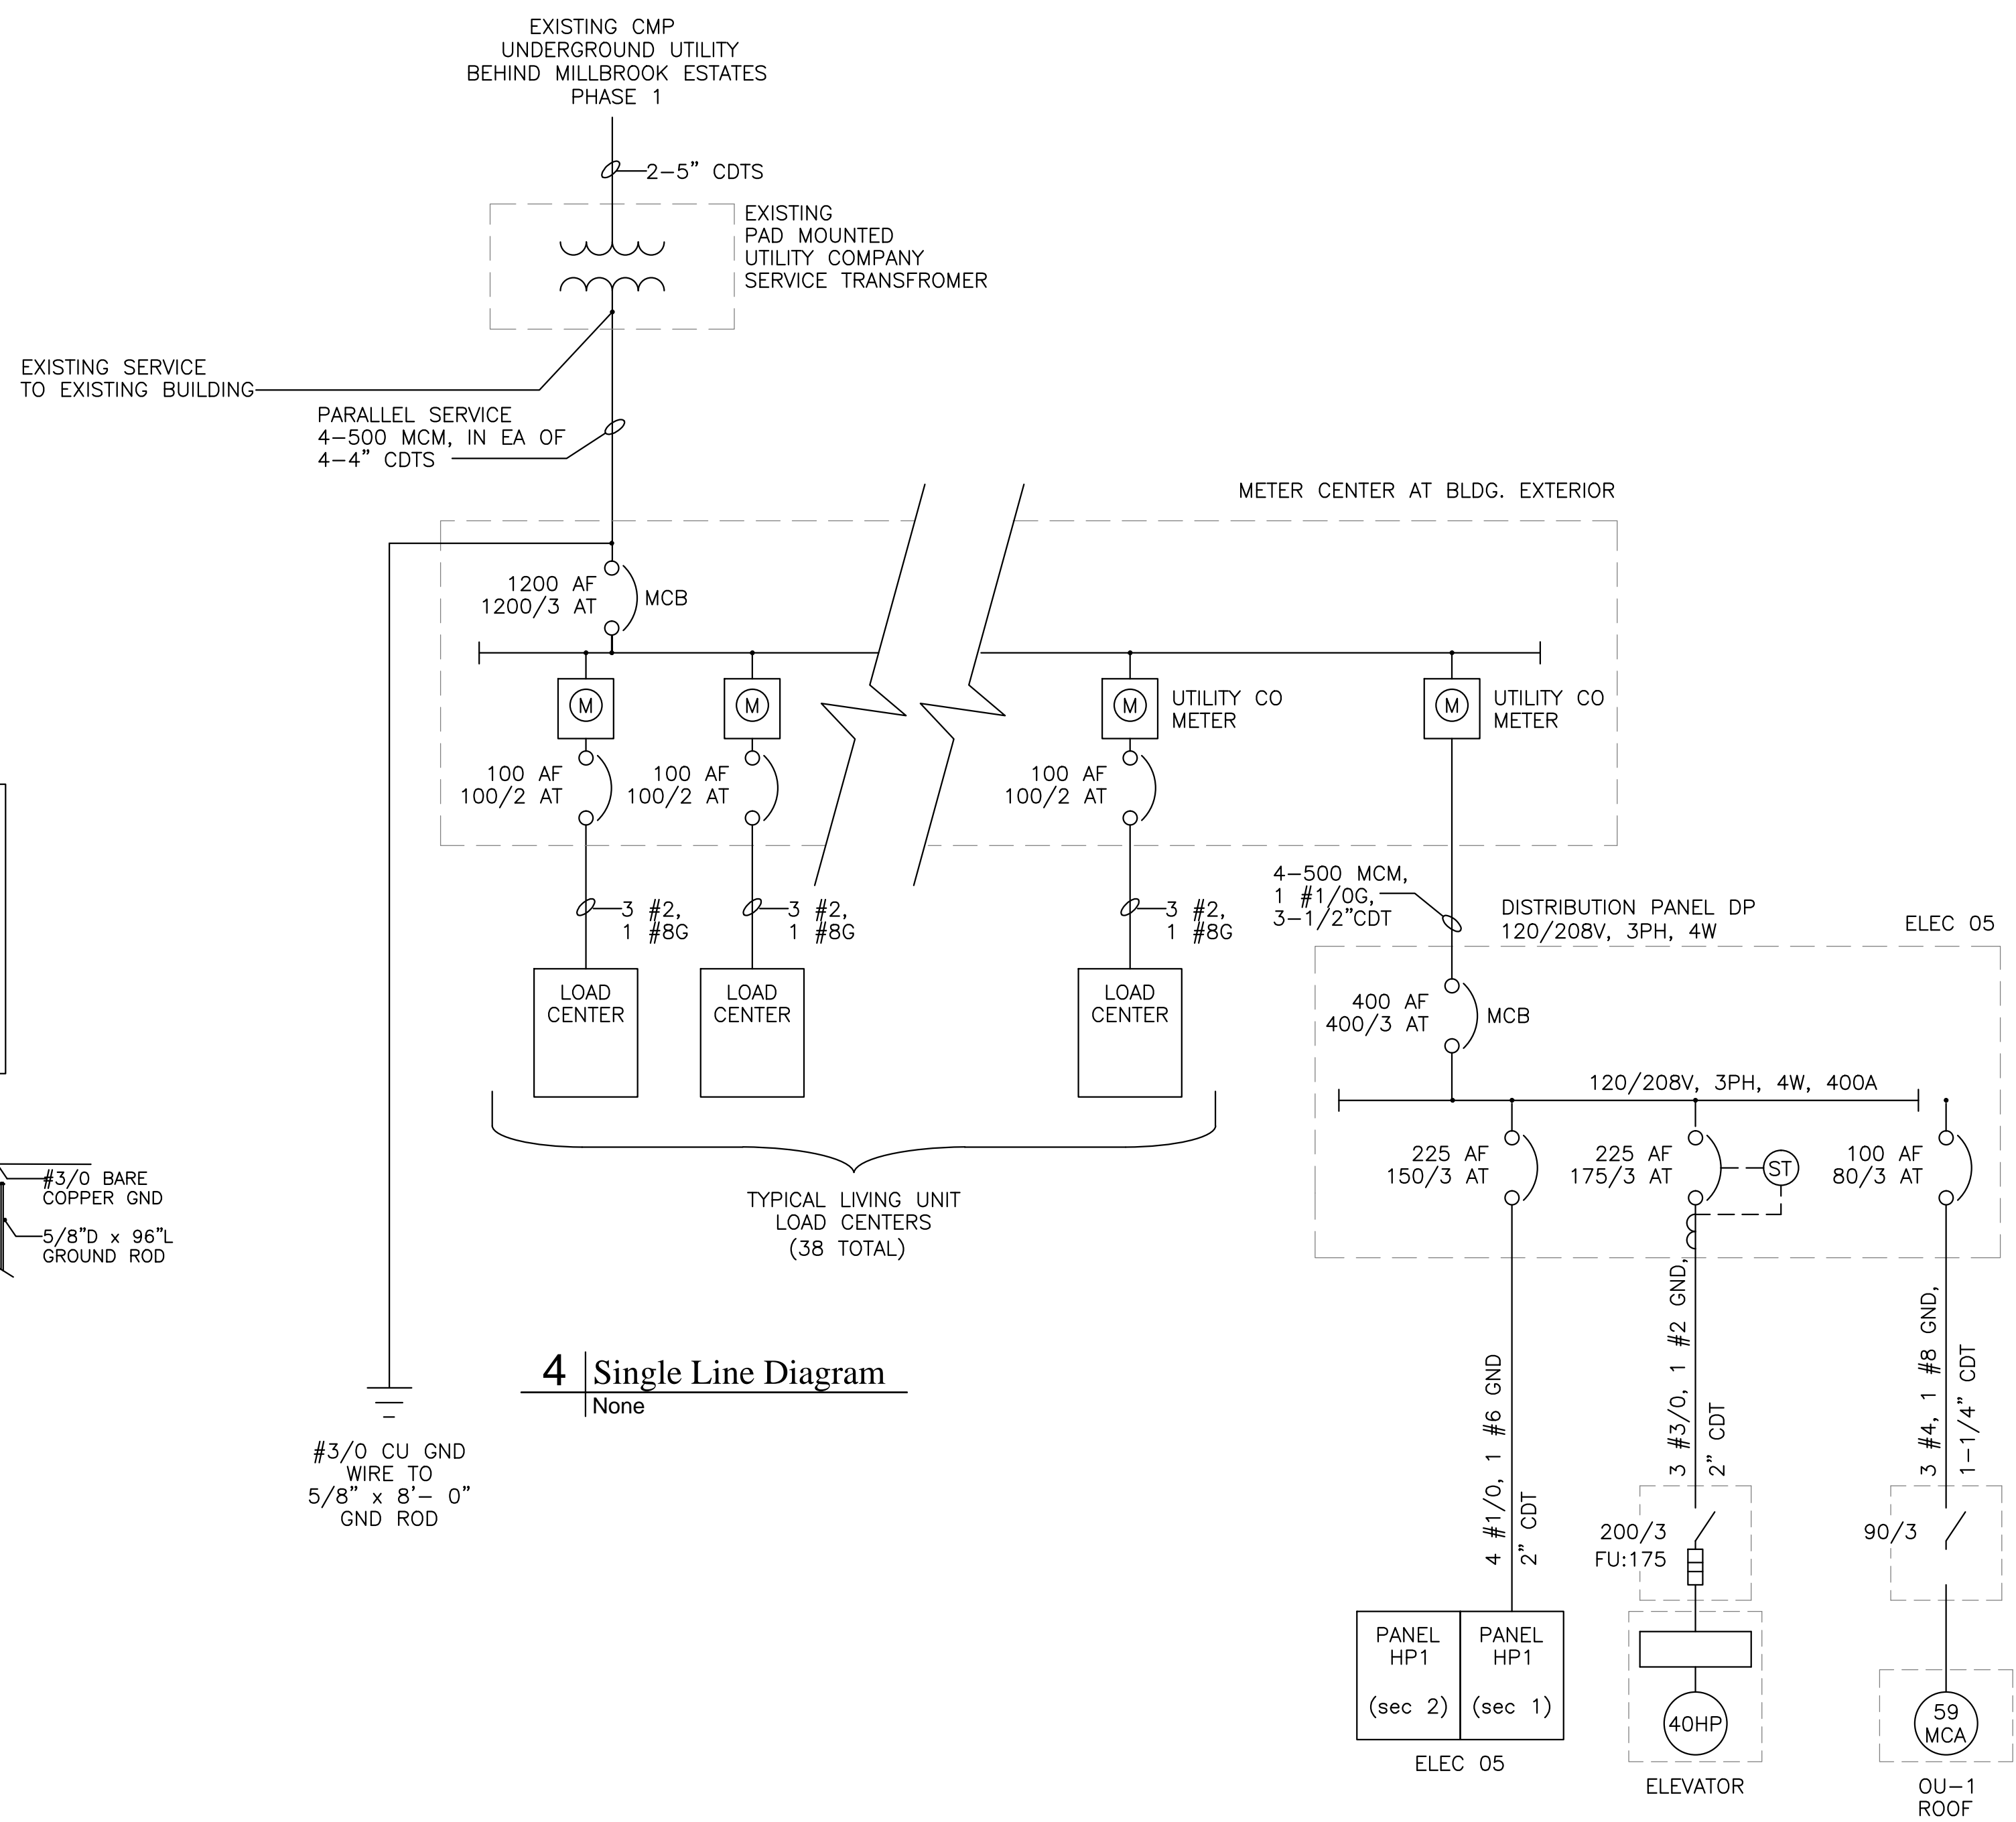 EXISTING CMP
UNDERGROUND UTILITY
BEHIND MILLBROOK ESTATES
PHASE 1
2-5" CDTS
EXISTING
PAD MOUNTED
UTILITY COMPANY
SERVICE TRANSFROMER
EXISTING SERVICE
TO EXISTING BUILDING
PARALLEL SERVICE
4-500 MCM, IN EA OF
4-4" CDTS
METER CENTER AT BLDG. EXTERIOR
1200 AF
1200/3 AT
MCB
M
M
M
UTILITY CO
METER
M
UTILITY CO
METER
100 AF
100/2 AT
100 AF
100/2 AT
100 AF
100/2 AT
3 #2,
1 #8G
3 #2,
1 #8G
3 #2,
1 #8G
4-500 MCM,
1 #1/0G,
3-1/2"CDT
DISTRIBUTION PANEL DP
120/208V, 3PH, 4W
ELEC 05
LOAD
CENTER
LOAD
CENTER
LOAD
CENTER
400 AF
400/3 AT
MCB
120/208V, 3PH, 4W, 400A
225 AF
150/3 AT
225 AF
175/3 AT
ST
100 AF
80/3 AT
#3/0 BARE
COPPER GND
5/8"D x 96"L
GROUND ROD
TYPICAL LIVING UNIT
LOAD CENTERS
(38 TOTAL)
4
Single Line Diagram
None
#3/0 CU GND
WIRE TO
5/8" x 8'- 0"
GND ROD
4 #1/0, 1 #6 GND
2" CDT
3 #3/0, 1 #2 GND,
2" CDT
3 #4, 1 #8 GND,
1-1/4" CDT
200/3
FU:175
90/3
PANEL
HP1
(sec 2)
PANEL
HP1
(sec 1)
ELEC 05
40HP
ELEVATOR
59
MCA
OU-1
ROOF